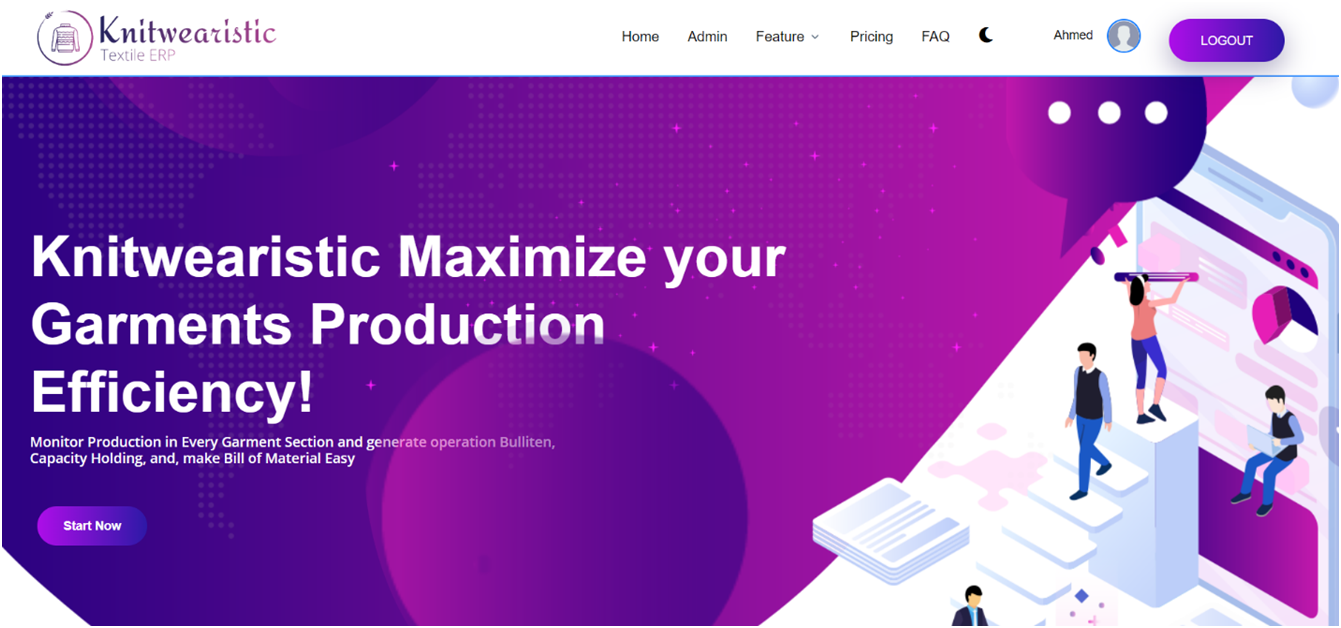 Knitwearistic
Textile ERP
Home Admin Feature Pricing FAQ Ahmed LOGOUT
Knitwearistic Maximize your
Garments Production
Efficiency!
Monitor Production in Every Garment Section and generate operation Bulliten,
Capacity Holding, and, make Bill of Material Easy
Start Now